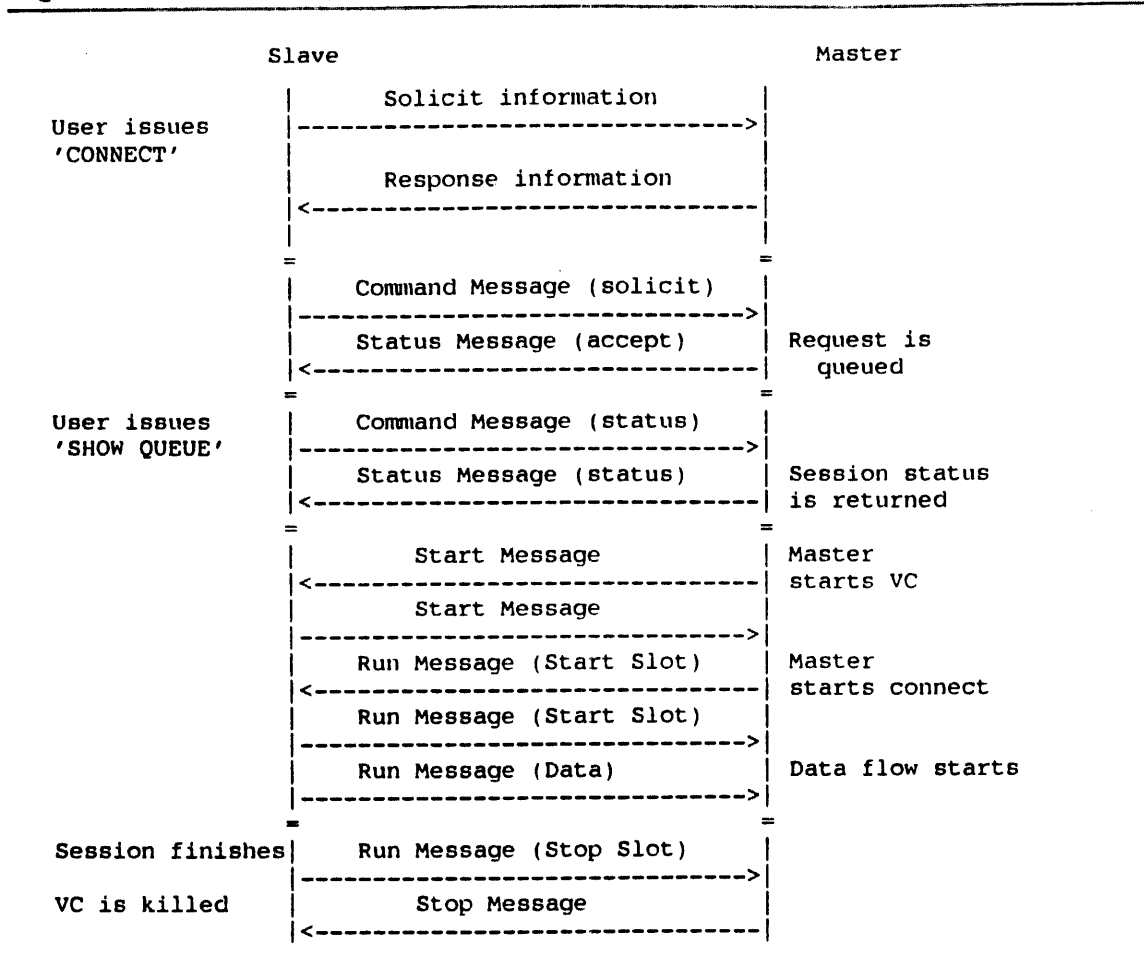 Slave Master
Solicit information
User issues
'CONNECT'
Response information
Command Message (solicit)
Status Message (accept) Request is
queued
User issues Command Message (status)
'SHOW QUEUE'
Status Message (status) Session status
is returned
Start Message Master
starts VC
Start Message
Run Message (Start Slot) Master
starts connect
Run Message (Start Slot)
Run Message (Data) Data flow starts
Session finishes Run Message (Stop Slot)
VC is killed Stop Message